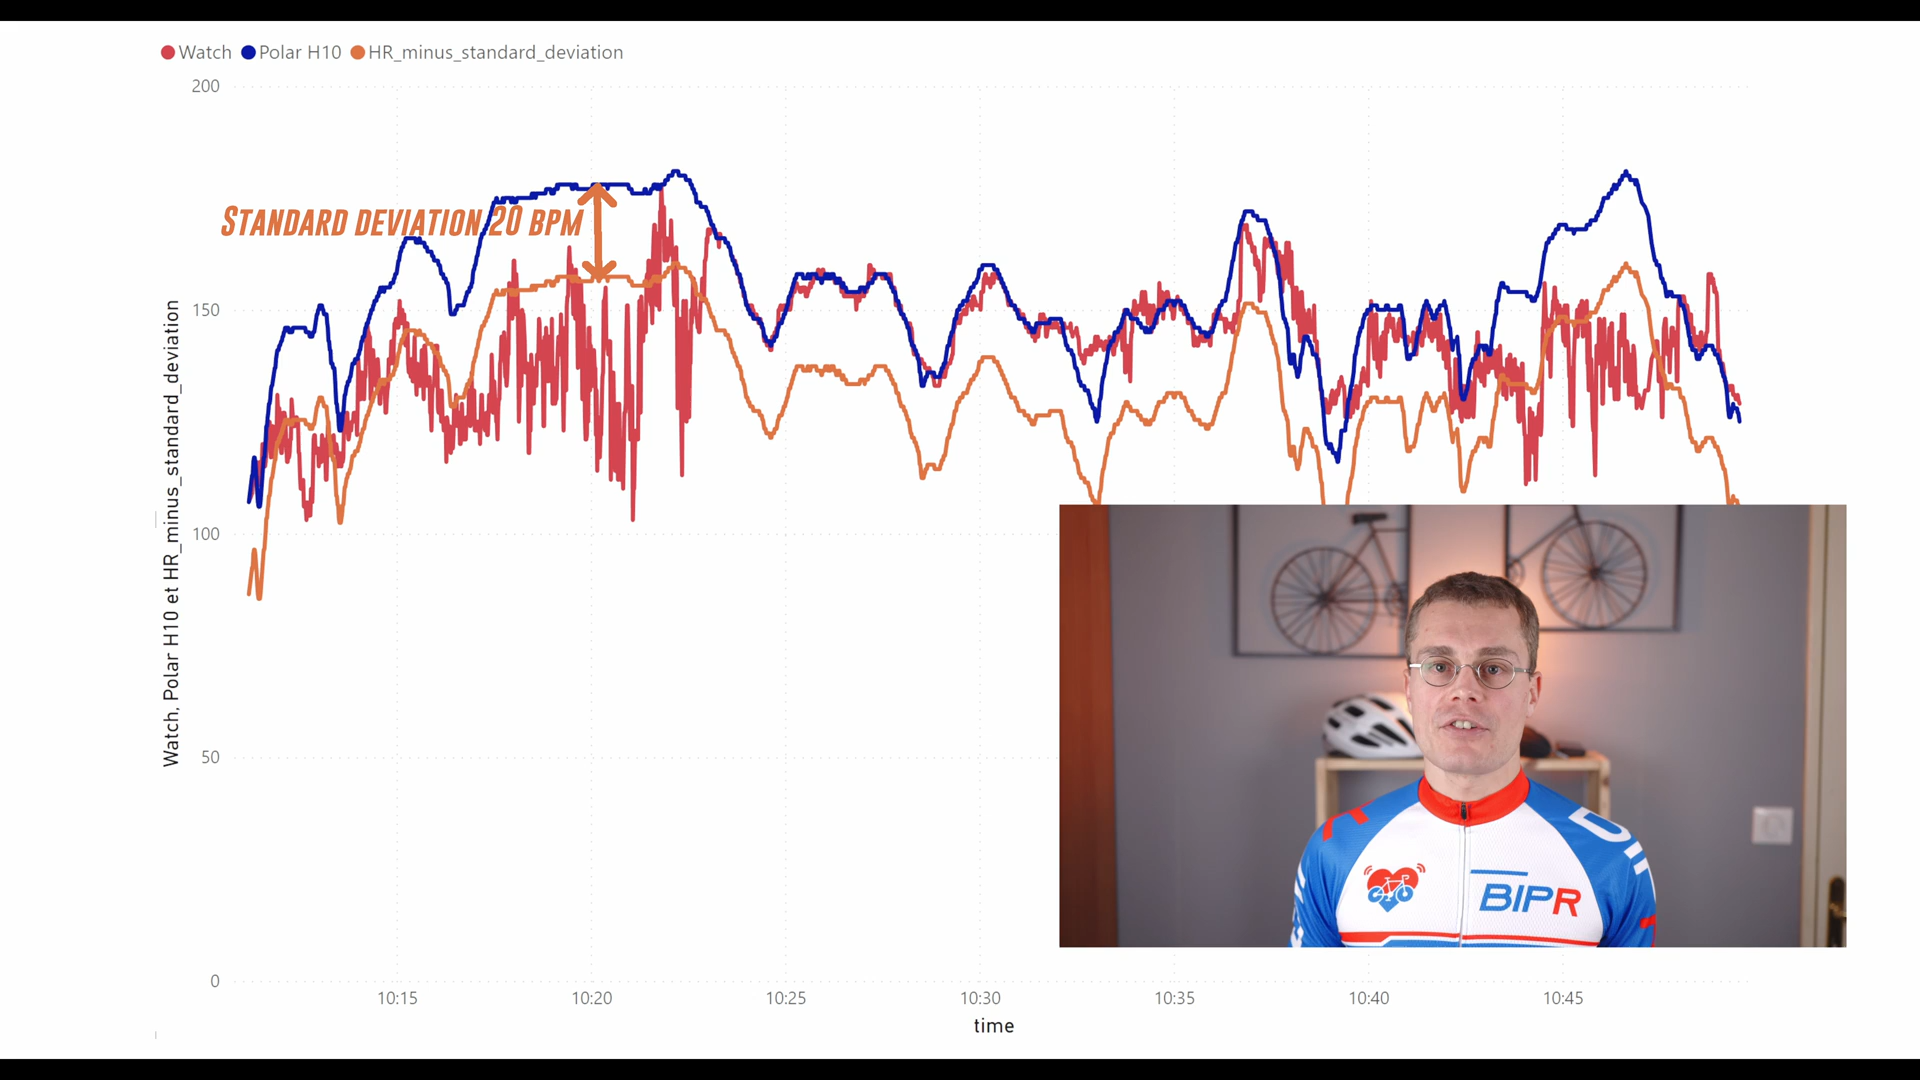 Watch Polar H10 HR_minus_standard_deviation
200
STANDARD DEVIATION 20 BPM
150
100
50
0
Watch, Polar H10 et HR_minus_standard_deviation
10:15 10:20 10:25 10:30 10:35 10:40 10:45
time
BIPR